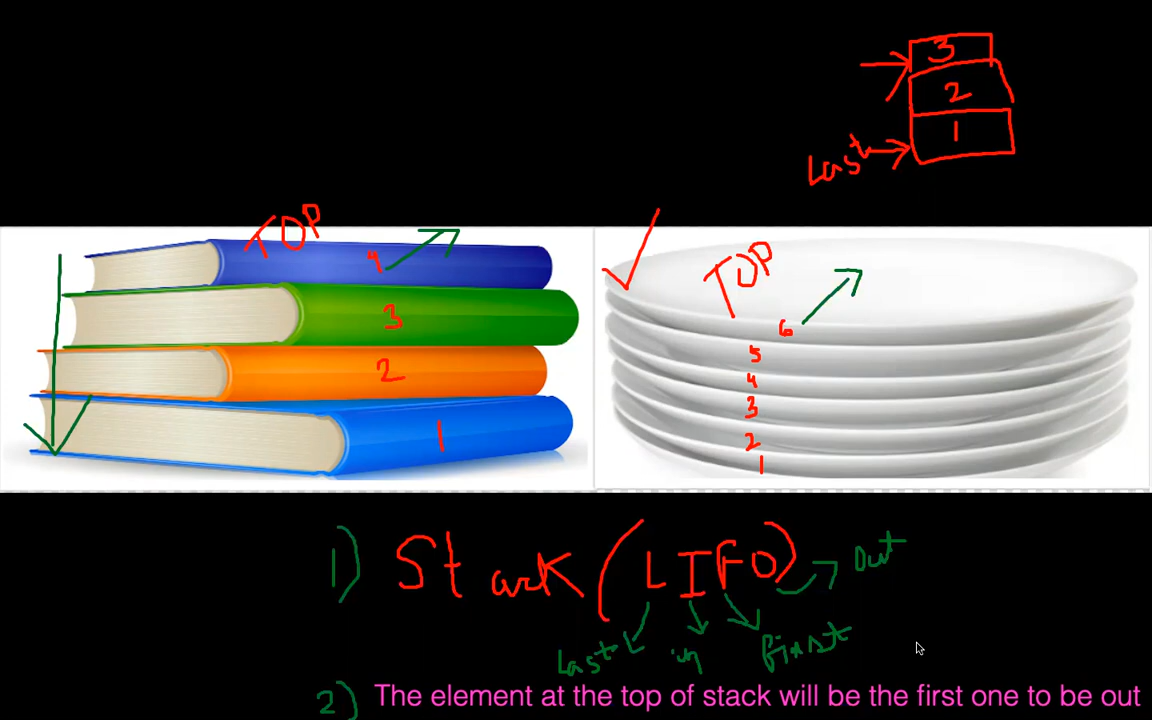 3
2
1
Last
TOP
4
3
2
1
TOP
6
5
4
3
2
1
1) Stack (LIFO)
Last in first out
2) The element at the top of stack will be the first one to be out